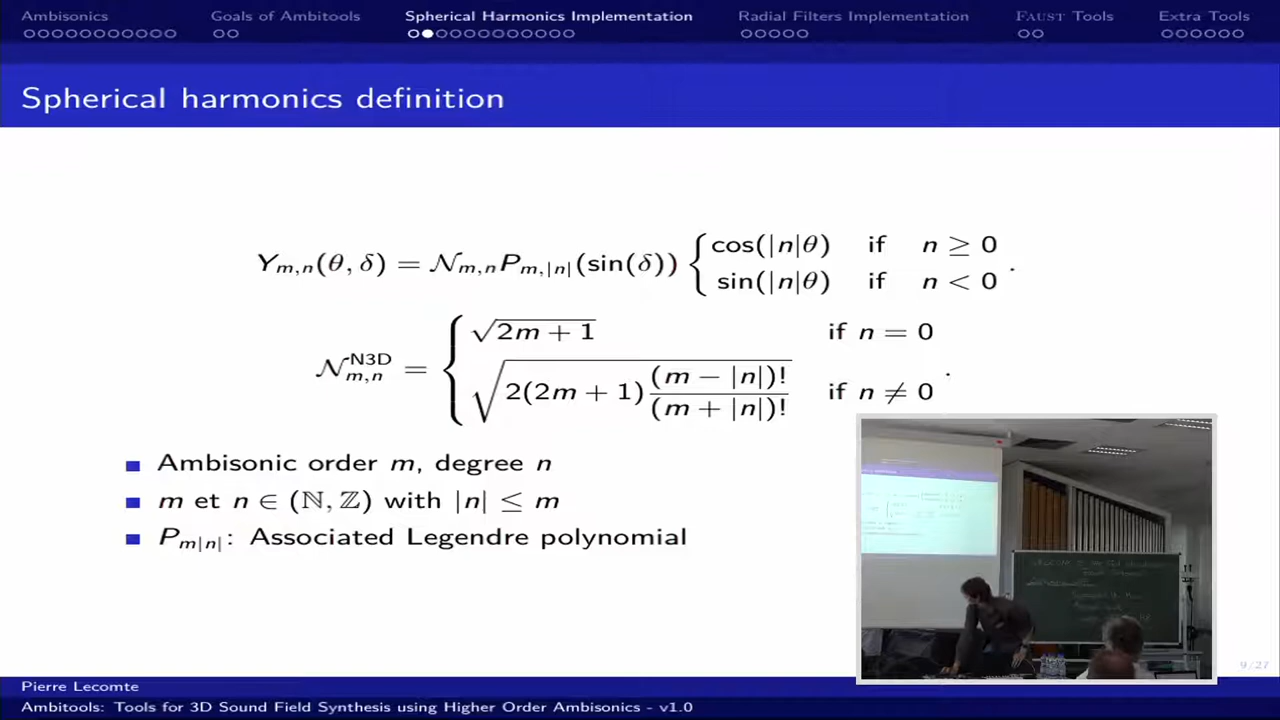 Ambisonics Goals of Ambitools Spherical Harmonics Implementation Radial Filters Implementation FAUST Tools Extra Tools
Spherical harmonics definition
Y_{m,n}(θ, δ) = 𝒩_{m,n}P_{m,|n|}(sin(δ)) { cos(|n|θ) if n ≥ 0
sin(|n|θ) if n < 0 .
𝒩^{N3D}_{m,n} = { √(2m + 1) if n = 0
√(2(2m + 1) (m − |n|)! / (m + |n|)!) if n ≠ 0 .
Ambisonic order m, degree n
m et n ∈ (ℕ, ℤ) with |n| ≤ m
P_{m|n|}: Associated Legendre polynomial
9/27
Pierre Lecomte
Ambitools: Tools for 3D Sound Field Synthesis using Higher Order Ambisonics - v1.0